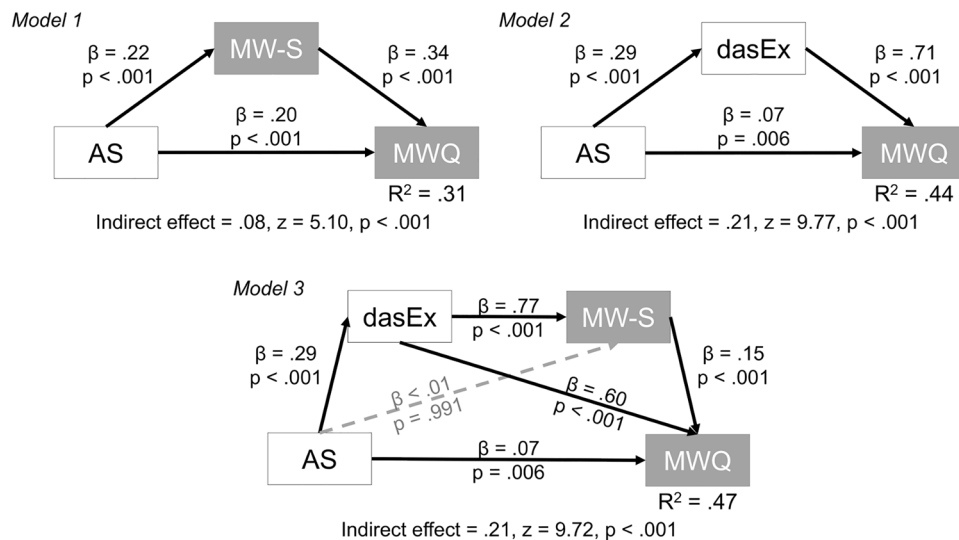 Model 1
MW-S
β = .22
p < .001
β = .34
p < .001
AS
β = .20
p < .001
MWQ
R² = .31
Indirect effect = .08, z = 5.10, p < .001
Model 2
dasEx
β = .29
p < .001
β = .71
p < .001
AS
β = .07
p = .006
MWQ
R² = .44
Indirect effect = .21, z = 9.77, p < .001
Model 3
dasEx
β = .77
p < .001
MW-S
β = .29
p < .001
β < .01
p = .991
β = .60
p < .001
β = .15
p < .001
AS
β = .07
p = .006
MWQ
R² = .47
Indirect effect = .21, z = 9.72, p < .001